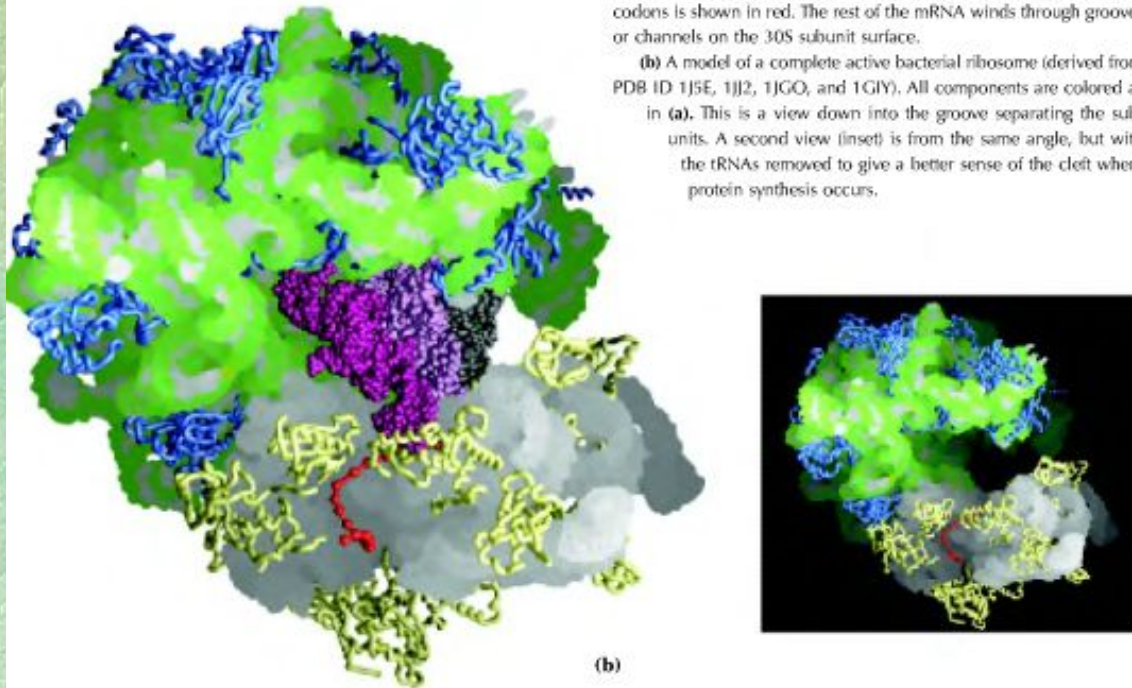 codons is shown in red. The rest of the mRNA winds through groove
or channels on the 30S subunit surface.
(b) A model of a complete active bacterial ribosome (derived from
PDB ID 1J5E, 1JJ2, 1JGO, and 1GIY). All components are colored a
in (a). This is a view down into the groove separating the sub
units. A second view (inset) is from the same angle, but wit
the tRNAs removed to give a better sense of the cleft wher
protein synthesis occurs.
(b)